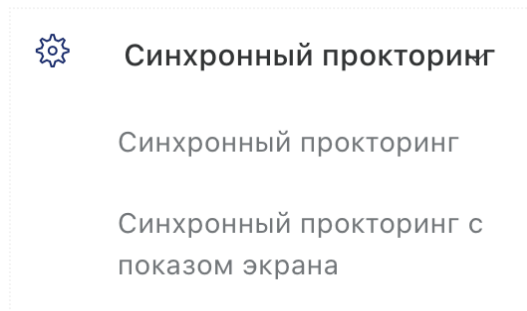 Синхронный прокторинг
Синхронный прокторинг
Синхронный прокторинг с
показом экрана